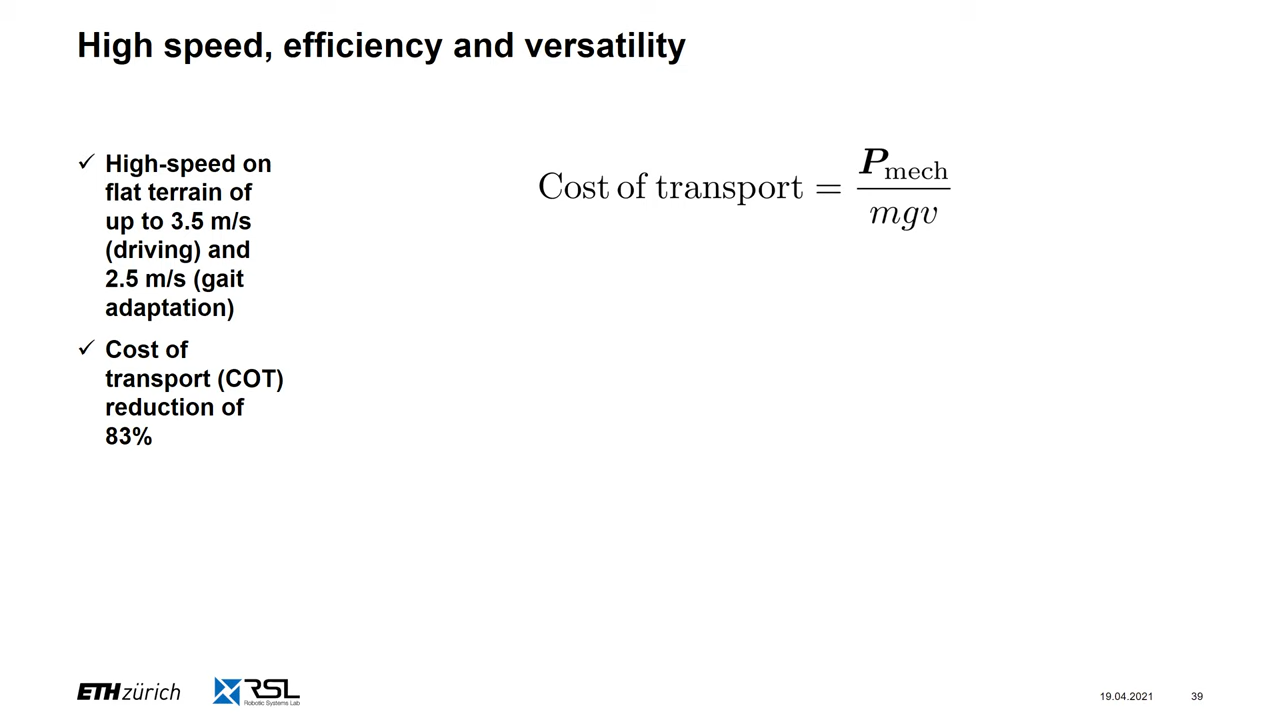 High speed, efficiency and versatility
✓ High-speed on
flat terrain of
up to 3.5 m/s
(driving) and
2.5 m/s (gait
adaptation)
✓ Cost of
transport (COT)
reduction of
83%
Cost of transport = P_mech / mgv
ETH zürich
RSL
Robotic Systems Lab
19.04.2021
39